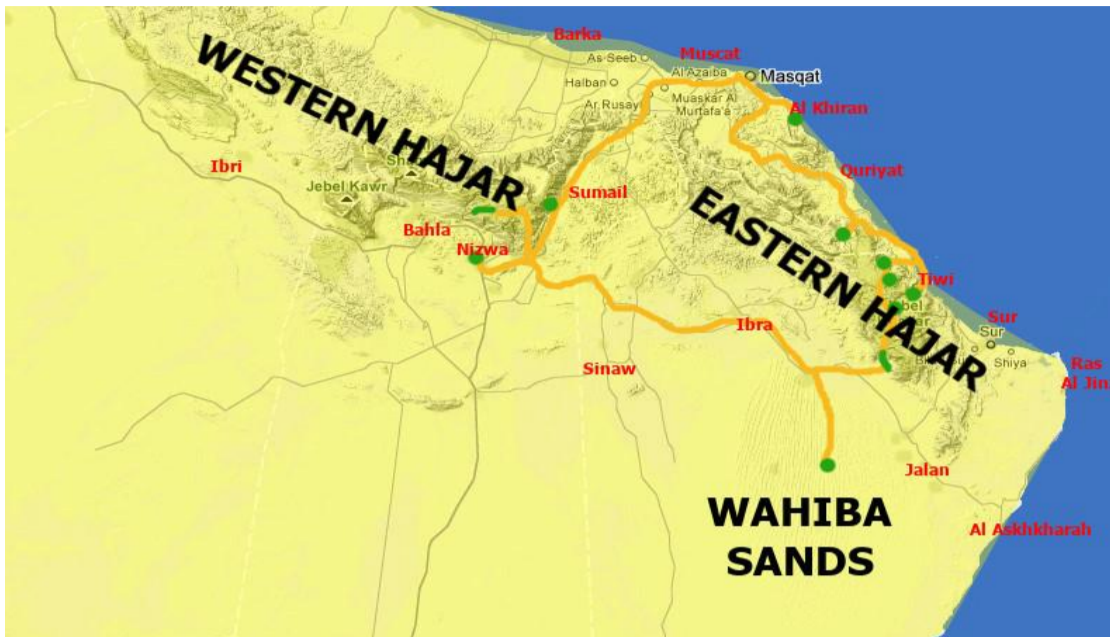 Barka
Muscat
As Seeb
Al Azaiba
Masqat
Halban
Ar Rusay
Muaskar Al
Murtafa'a
Al Khiran
WESTERN HAJAR
Ibri
Jebel Kawr
Sumail
Quriyat
EASTERN HAJAR
Bahla
Nizwa
Tiwi
Ibra
Sur
Sur
Shiya
Sinaw
Ras
Al Jin
Jalan
WAHIBA
SANDS
Al Askhkharah